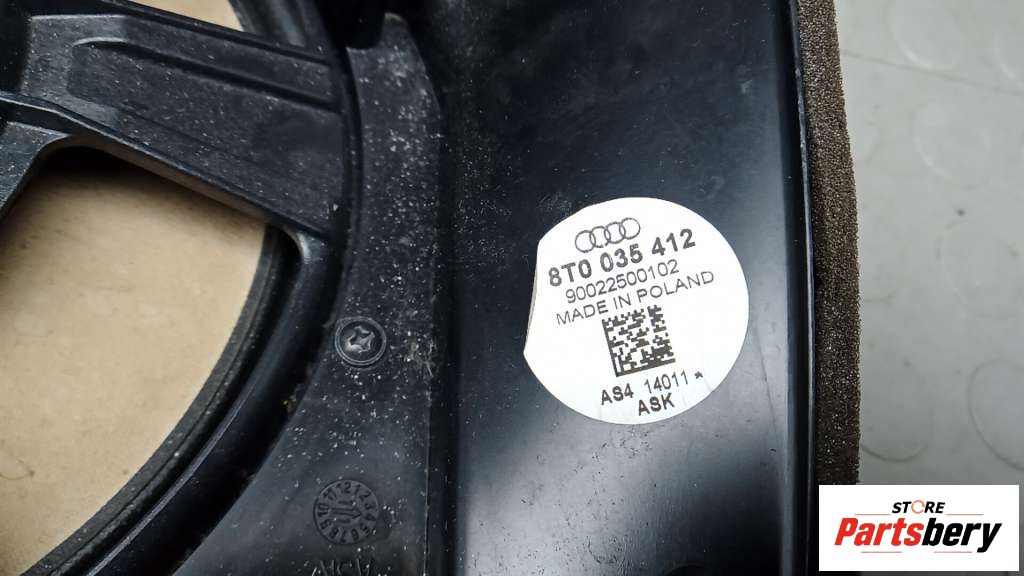 8T0 035 412
90022500102
MADE IN POLAND
AS4 14011 *
ASK
STORE
Partsbery